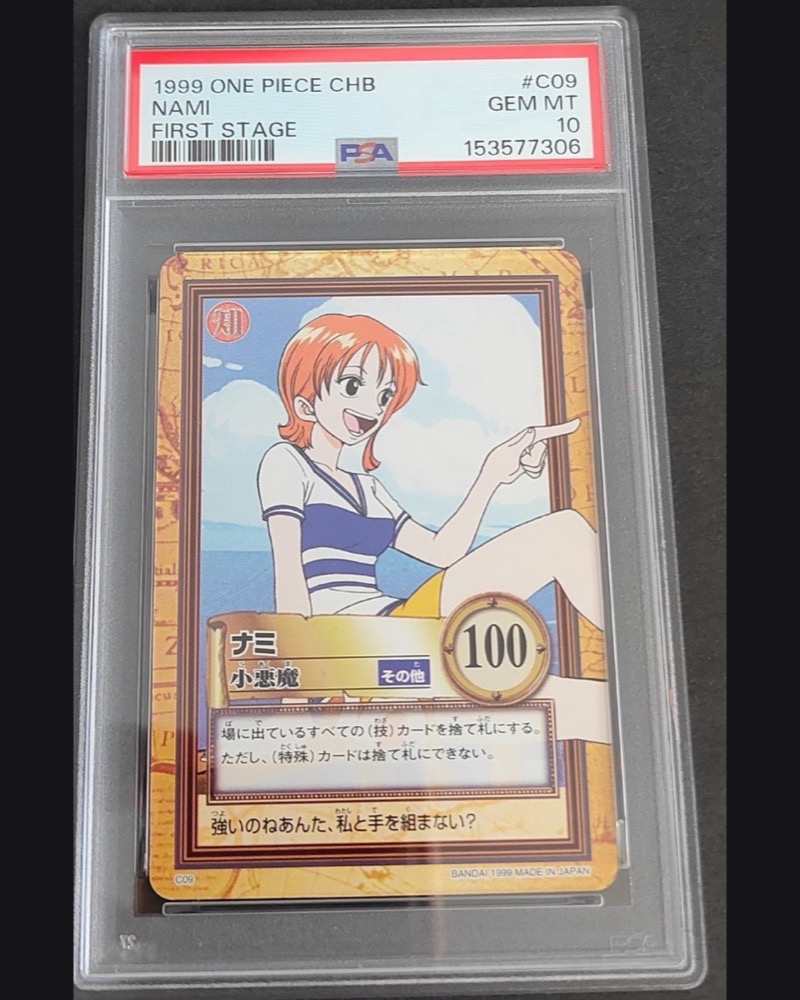 1999 ONE PIECE CHB #C09
NAMI GEM MT
FIRST STAGE 10
PSA 153577306
RICA
知
ナミ
小悪魔 その他
100
場に出ているすべての(技)カードを捨て札にする。
ただし、(特殊)カードは捨て札にできない。
強いのねあんた、私と手を組まない?
C09 BANDAI 1999 MADE IN JAPAN
PSA